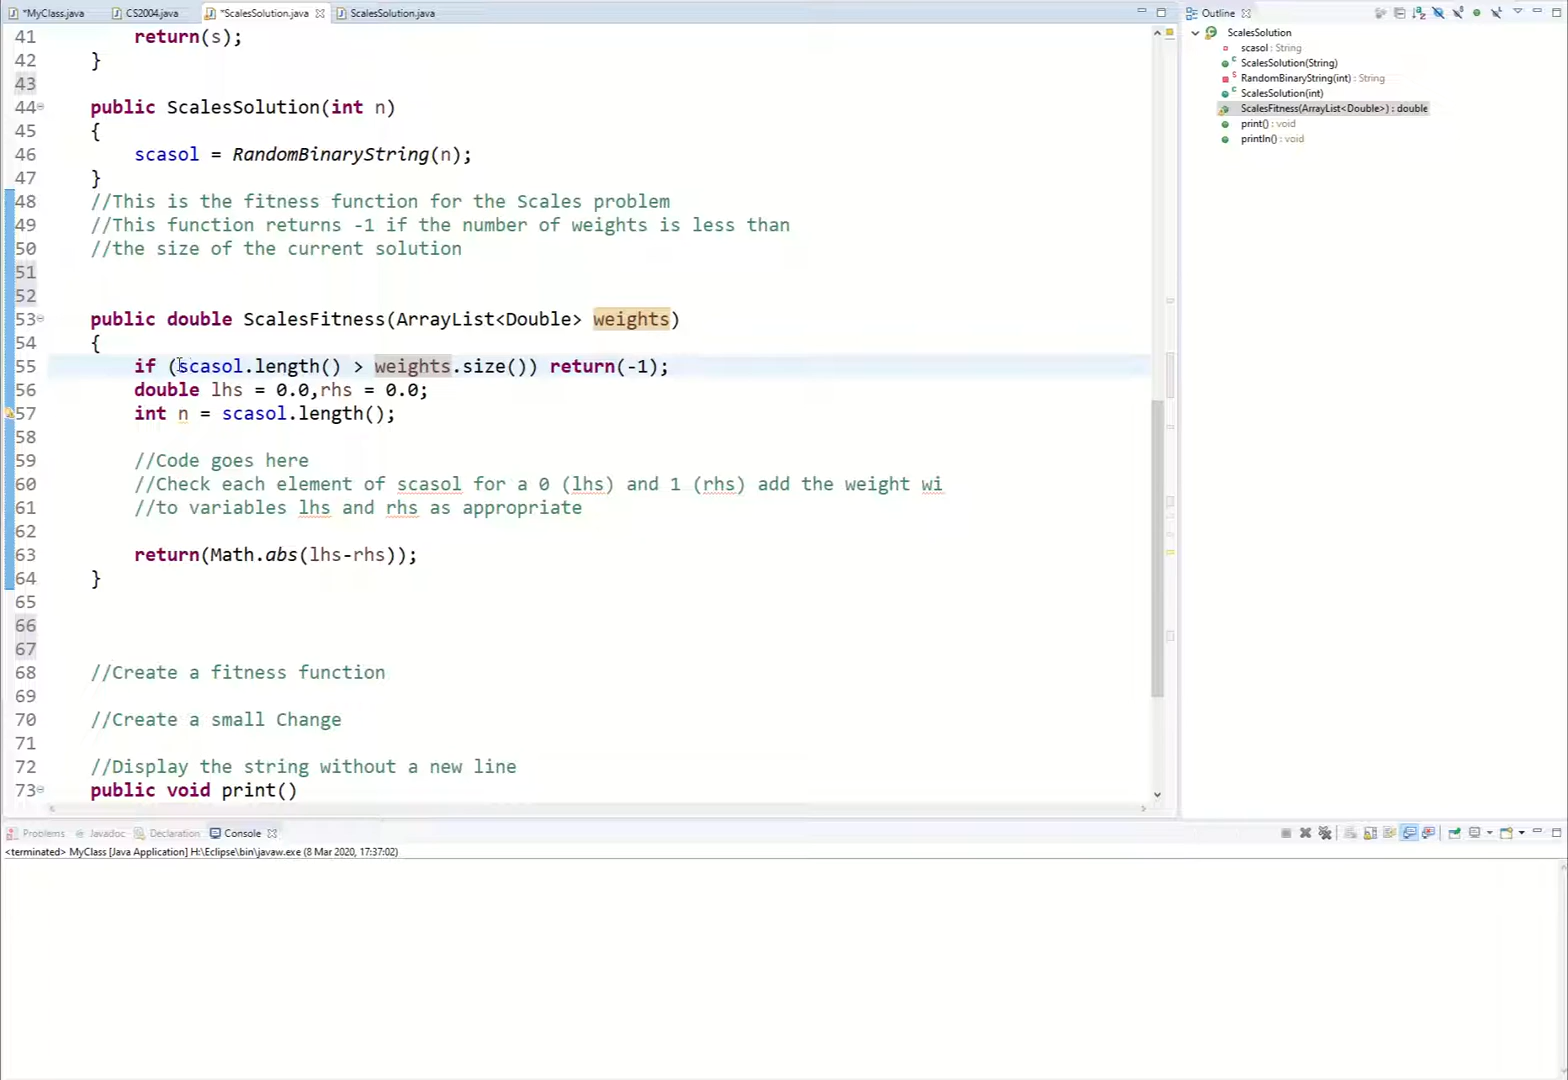 *MyClass.java CS2004.java *ScalesSolution.java ScalesSolution.java
41 return(s);
42 }
43
44 public ScalesSolution(int n)
45 {
46 scasol = RandomBinaryString(n);
47 }
48 //This is the fitness function for the Scales problem
49 //This function returns -1 if the number of weights is less than
50 //the size of the current solution
51
52
53 public double ScalesFitness(ArrayList<Double> weights)
54 {
55 if (scasol.length() > weights.size()) return(-1);
56 double lhs = 0.0,rhs = 0.0;
57 int n = scasol.length();
58
59 //Code goes here
60 //Check each element of scasol for a 0 (lhs) and 1 (rhs) add the weight wi
61 //to variables lhs and rhs as appropriate
62
63 return(Math.abs(lhs-rhs));
64 }
65
66
67
68 //Create a fitness function
69
70 //Create a small Change
71
72 //Display the string without a new line
73 public void print()
Outline
ScalesSolution
scasol : String
ScalesSolution(String)
RandomBinaryString(int) : String
ScalesSolution(int)
ScalesFitness(ArrayList<Double>) : double
print() : void
println() : void
Problems Javadoc Declaration Console
<terminated> MyClass [Java Application] H:\Eclipse\bin\javaw.exe (8 Mar 2020, 17:37:02)